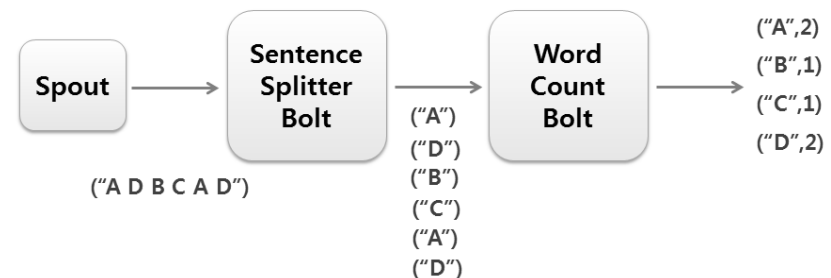 Spout
Sentence
Splitter
Bolt
Word
Count
Bolt
(“A D B C A D”)
(“A”)
(“D”)
(“B”)
(“C”)
(“A”)
(“D”)
(“A”,2)
(“B”,1)
(“C”,1)
(“D”,2)